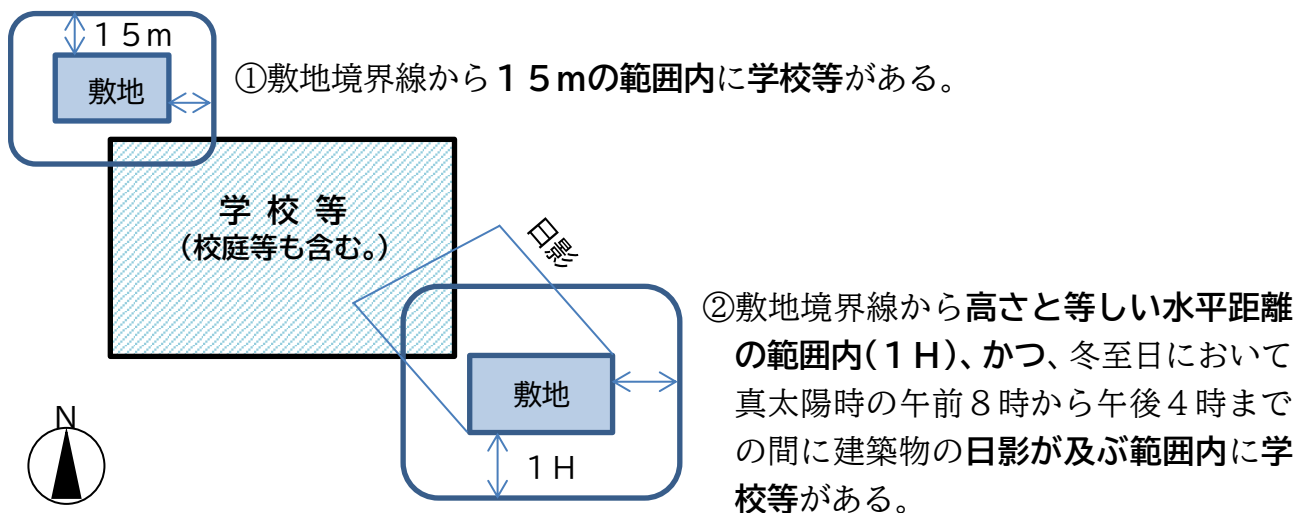 １５m
敷地
①敷地境界線から１５mの範囲内に学校等がある。
学 校 等
（校庭等も含む。）
日影
②敷地境界線から高さと等しい水平距離
の範囲内(１H)、かつ、冬至日において
真太陽時の午前８時から午後４時まで
の間に建築物の日影が及ぶ範囲内に学
校等がある。
敷地
１H
N